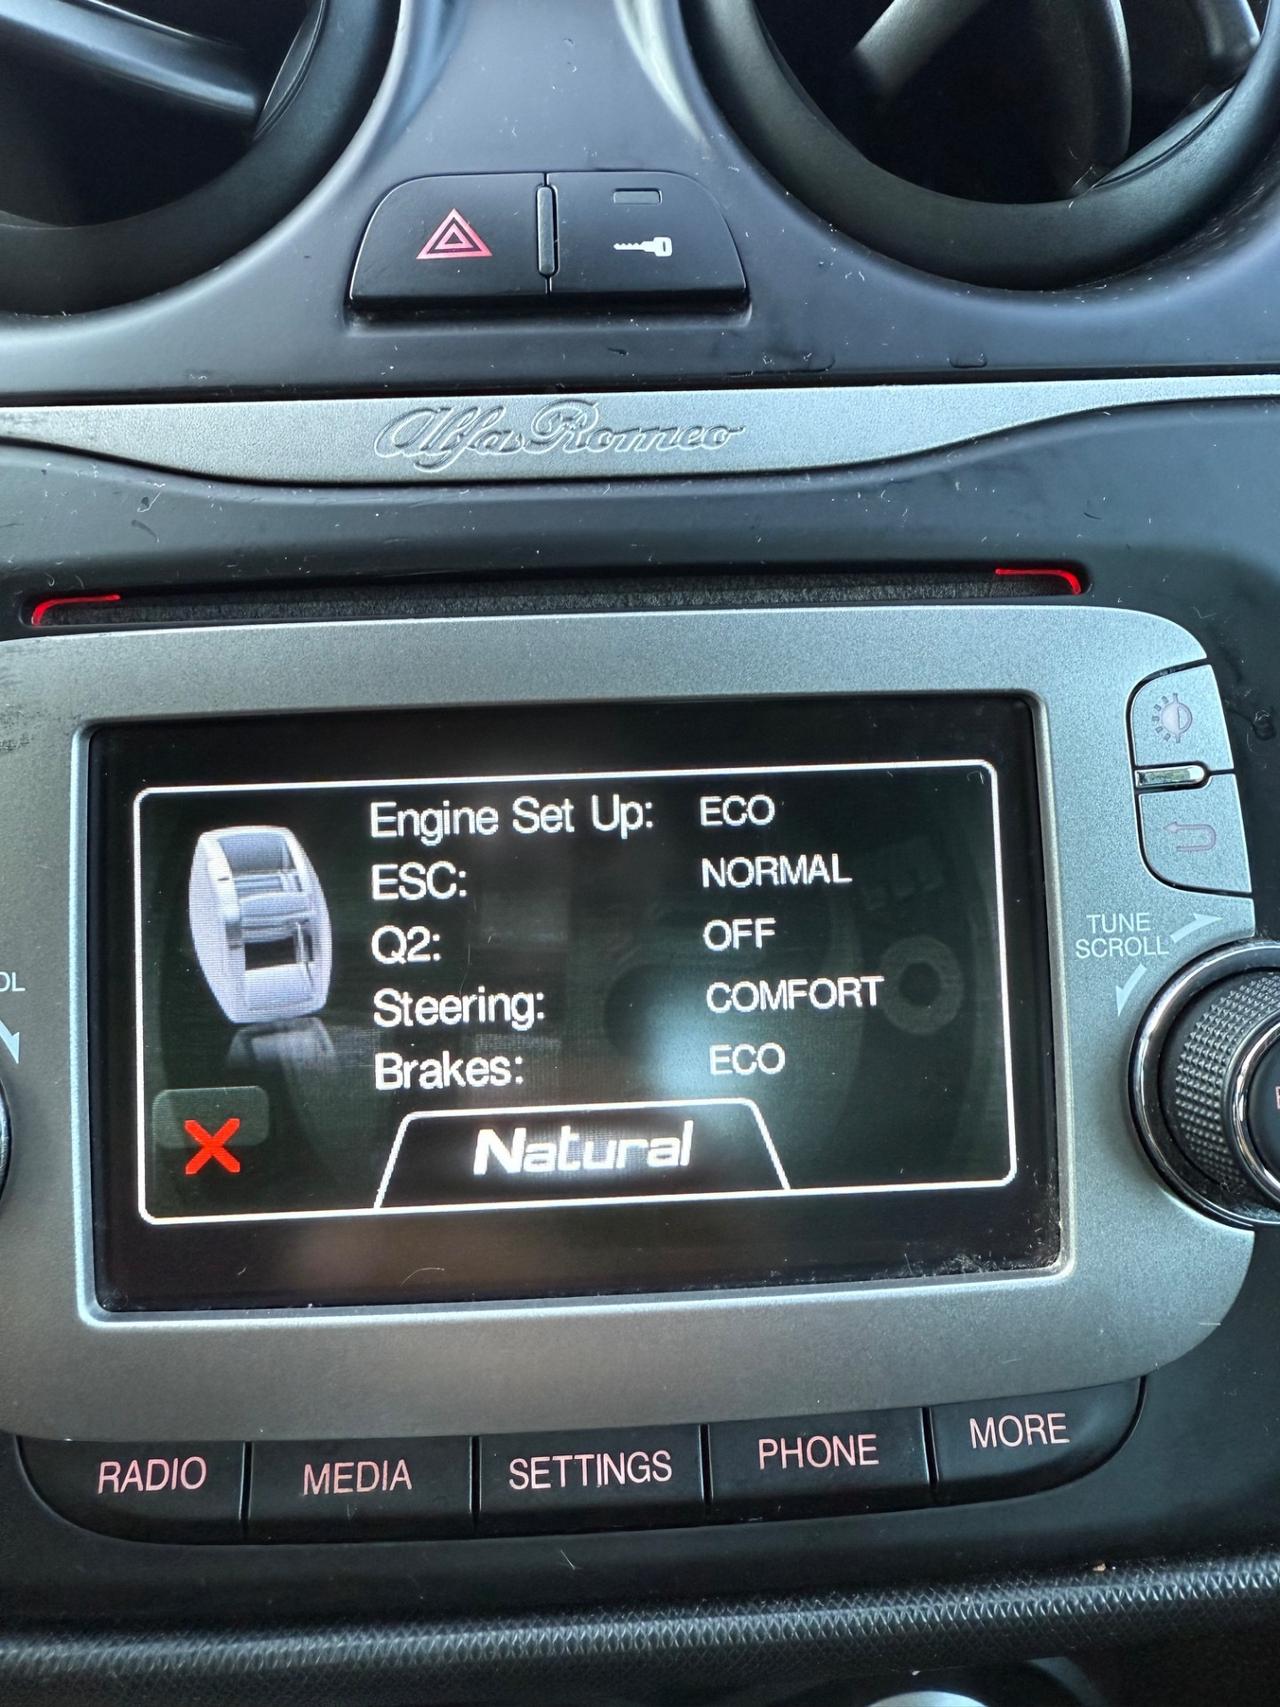 Alfa Romeo
Engine Set Up: ECO
ESC: NORMAL
Q2: OFF
Steering: COMFORT
Brakes: ECO
Natural
TUNE
SCROLL
RADIO
MEDIA
SETTINGS
PHONE
MORE